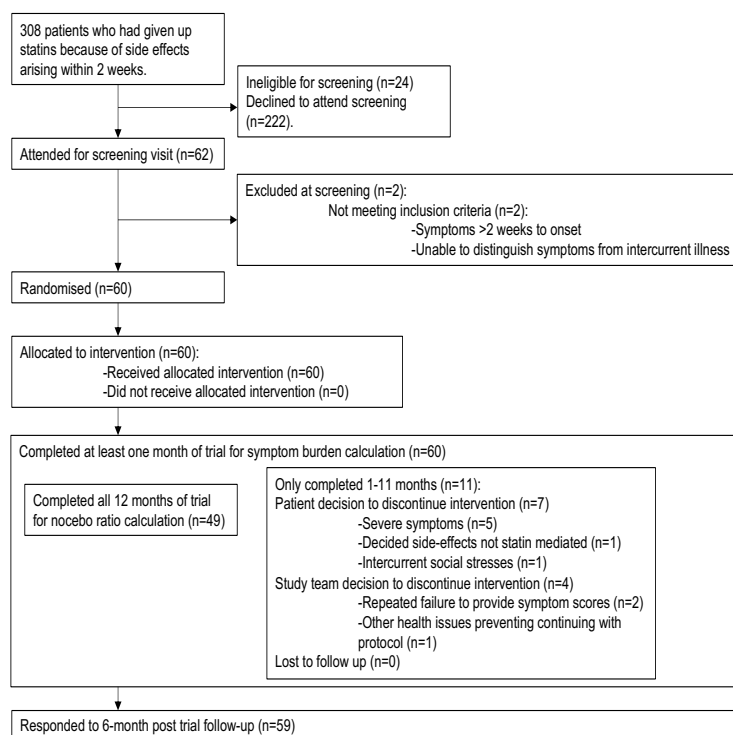 308 patients who had given up
statins because of side effects
arising within 2 weeks.
Ineligible for screening (n=24)
Declined to attend screening
(n=222).
Attended for screening visit (n=62)
Excluded at screening (n=2):
Not meeting inclusion criteria (n=2):
-Symptoms >2 weeks to onset
-Unable to distinguish symptoms from intercurrent illness
Randomised (n=60)
Allocated to intervention (n=60):
-Received allocated intervention (n=60)
-Did not receive allocated intervention (n=0)
Completed at least one month of trial for symptom burden calculation (n=60)
Completed all 12 months of trial
for nocebo ratio calculation (n=49)
Only completed 1-11 months (n=11):
Patient decision to discontinue intervention (n=7)
-Severe symptoms (n=5)
-Decided side-effects not statin mediated (n=1)
-Intercurrent social stresses (n=1)
Study team decision to discontinue intervention (n=4)
-Repeated failure to provide symptom scores (n=2)
-Other health issues preventing continuing with
protocol (n=1)
Lost to follow up (n=0)
Responded to 6-month post trial follow-up (n=59)